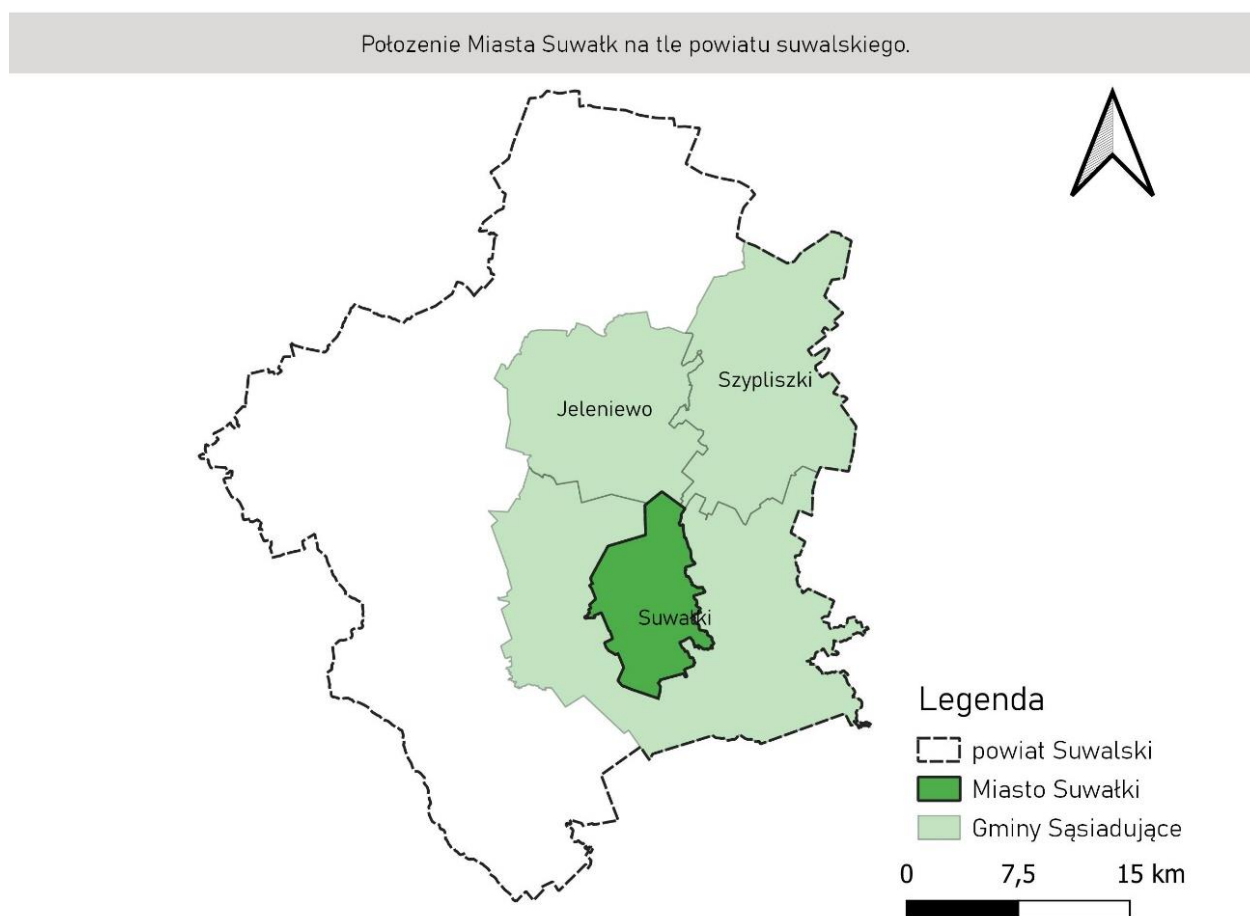 Połozenie Miasta Suwałk na tle powiatu suwalskiego.
Szypliszki
Jeleniewo
Suwałki
Legenda
powiat Suwalski
Miasto Suwałki
Gminy Sąsiadujące
0 7,5 15 km